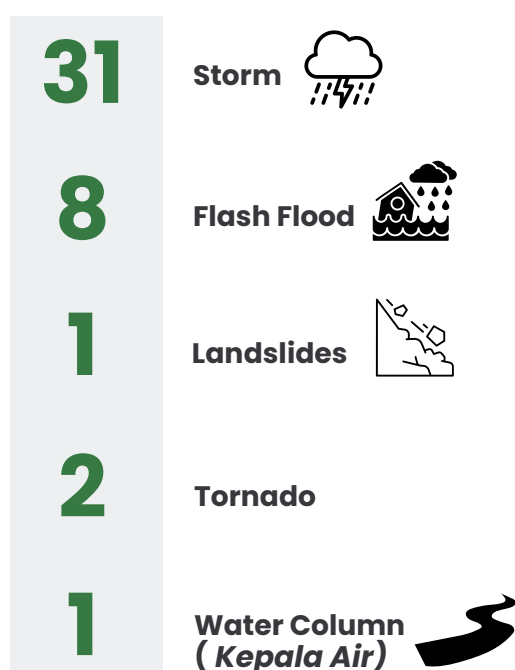 31 Storm
8 Flash Flood
1 Landslides
2 Tornado
1 Water Column
( Kepala Air)